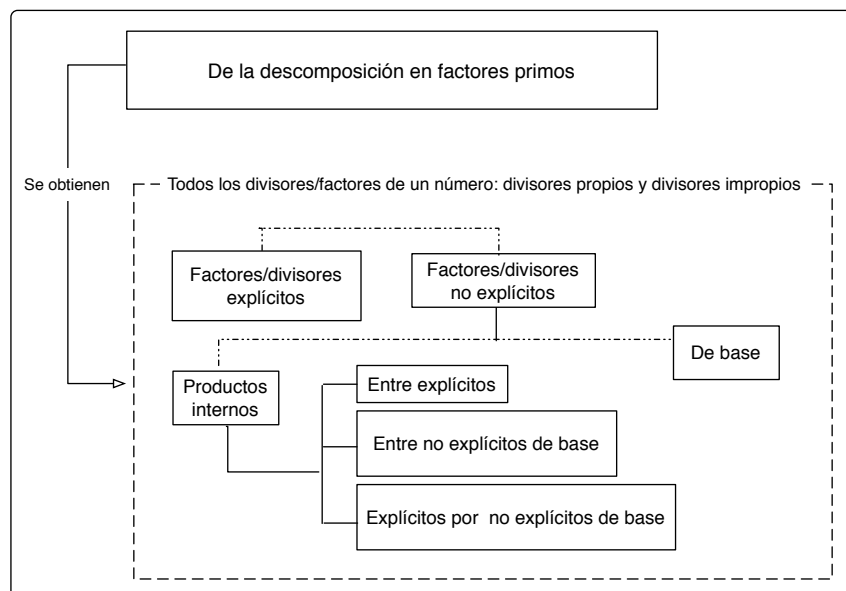 De la descomposición en factores primos
Se obtienen
Todos los divisores/factores de un número: divisores propios y divisores impropios
Factores/divisores
explícitos
Factores/divisores
no explícitos
De base
Productos
internos
Entre explícitos
Entre no explícitos de base
Explícitos por no explícitos de base